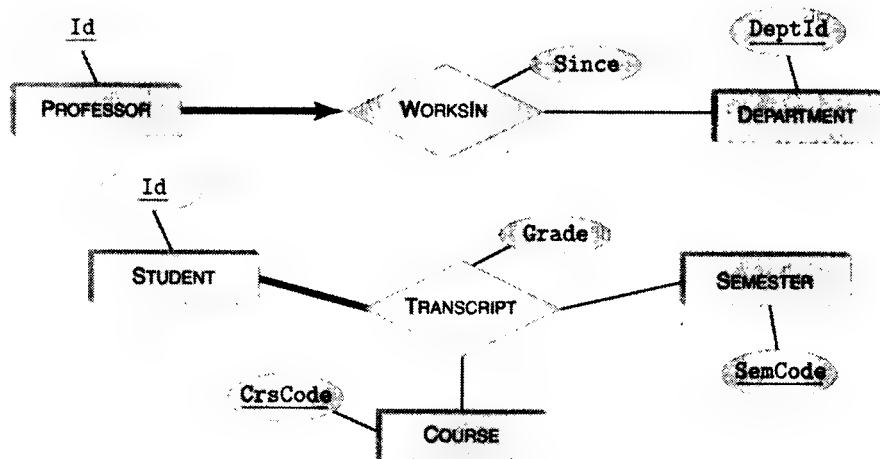 Id
DeptId
Since
PROFESSOR
WORKSIN
DEPARTMENT
Id
Grade
STUDENT
TRANSCRIPT
SEMESTER
CrsCode
SemCode
COURSE